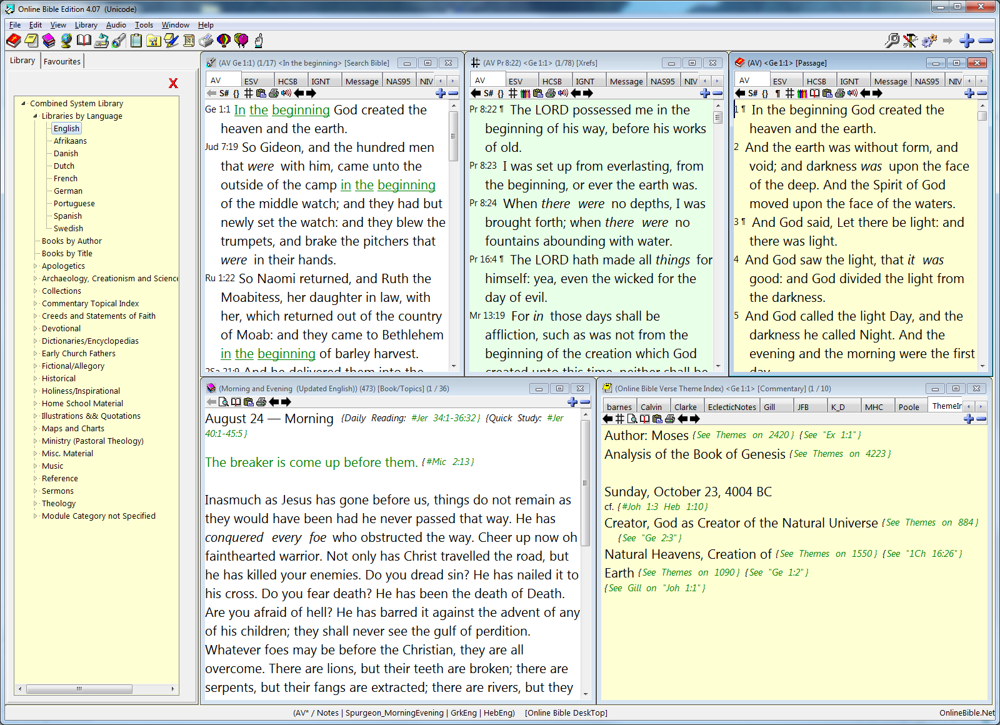 Online Bible Edition 4.07 (Unicode)
File Edit View Library Audio Tools Window Help
Library Favourites
Combined System Library
Libraries by Language
English
Afrikaans
Danish
Dutch
French
German
Portuguese
Spanish
Swedish
Books by Author
Books by Title
Apologetics
Archaeology, Creationism and Science
Collections
Commentary Topical Index
Creeds and Statements of Faith
Devotional
Dictionaries/Encyclopedias
Early Church Fathers
Fictional/Allegory
Historical
Holiness/Inspirational
Home School Material
Illustrations && Quotations
Maps and Charts
Ministry (Pastoral Theology)
Misc. Material
Music
Reference
Sermons
Theology
Module Category not Specified
(AV Ge 1:1) (1/17) <In the beginning> [Search Bible]
AV ESV HCSB IGNT Message NAS95 NIV
S# {}
Ge 1:1 In the beginning God created the
heaven and the earth.
Jud 7:19 So Gideon, and the hundred men
that were with him, came unto the
outside of the camp in the beginning
of the middle watch; and they had but
newly set the watch: and they blew the
trumpets, and brake the pitchers that
were in their hands.
Ru 1:22 So Naomi returned, and Ruth the
Moabitess, her daughter in law, with
her, which returned out of the country
of Moab: and they came to Bethlehem
in the beginning of barley harvest.
2Sa 21:9 And he delivered them into the
(AV Pr 8:22) <Ge 1:1> (1/78) [Xrefs]
AV ESV HCSB IGNT Message NAS95 NIV
S# {}
Pr 8:22 ¶ The LORD possessed me in the
beginning of his way, before his works
of old.
Pr 8:23 I was set up from everlasting, from
the beginning, or ever the earth was.
Pr 8:24 When there were no depths, I was
brought forth; when there were no
fountains abounding with water.
Pr 16:4 ¶ The LORD hath made all things for
himself: yea, even the wicked for the
day of evil.
Mr 13:19 For in those days shall be
affliction, such as was not from the
beginning of the creation which God
created unto this time, neither shall be
(AV) <Ge 1:1> [Passage]
AV ESV HCSB IGNT Message NAS95 NIV
S# {} ¶
1 ¶ In the beginning God created the
heaven and the earth.
2 And the earth was without form, and
void; and darkness was upon the face
of the deep. And the Spirit of God
moved upon the face of the waters.
3 ¶ And God said, Let there be light: and
there was light.
4 And God saw the light, that it was
good: and God divided the light from
the darkness.
5 And God called the light Day, and the
darkness he called Night. And the
evening and the morning were the first
day.
(Morning and Evening (Updated English)) (473) [Book/Topics] (1 / 36)
August 24 — Morning {Daily Reading: #Jer 34:1-36:32} {Quick Study: #Jer
40:1-45:5}
The breaker is come up before them. {#Mic 2:13}
Inasmuch as Jesus has gone before us, things do not remain as
they would have been had he never passed that way. He has
conquered every foe who obstructed the way. Cheer up now oh
fainthearted warrior. Not only has Christ travelled the road, but
he has killed your enemies. Do you dread sin? He has nailed it to
his cross. Do you fear death? He has been the death of Death.
Are you afraid of hell? He has barred it against the advent of any
of his children; they shall never see the gulf of perdition.
Whatever foes may be before the Christian, they are all
overcome. There are lions, but their teeth are broken; there are
serpents, but their fangs are extracted; there are rivers, but they
(Online Bible Verse Theme Index) <Ge 1:1> [Commentary] (1 / 10)
barnes Calvin Clarke EclecticNotes Gill JFB K_D MHC Poole ThemeIn
Author: Moses {See Themes on 2420} {See "Ex 1:1"}
Analysis of the Book of Genesis {See Themes on 4223}
Sunday, October 23, 4004 BC
cf. {#Joh 1:3 Heb 1:10}
Creator, God as Creator of the Natural Universe {See Themes on 884}
{See "Ge 2:3"}
Natural Heavens, Creation of {See Themes on 1550} {See "1Ch 16:26"}
Earth {See Themes on 1090} {See "Ge 1:2"}
{See Gill on "Joh 1:1"}
(AV* / Notes | Spurgeon_MorningEvening | GrkEng | HebEng) [Online Bible DeskTop]
OnlineBible.Net